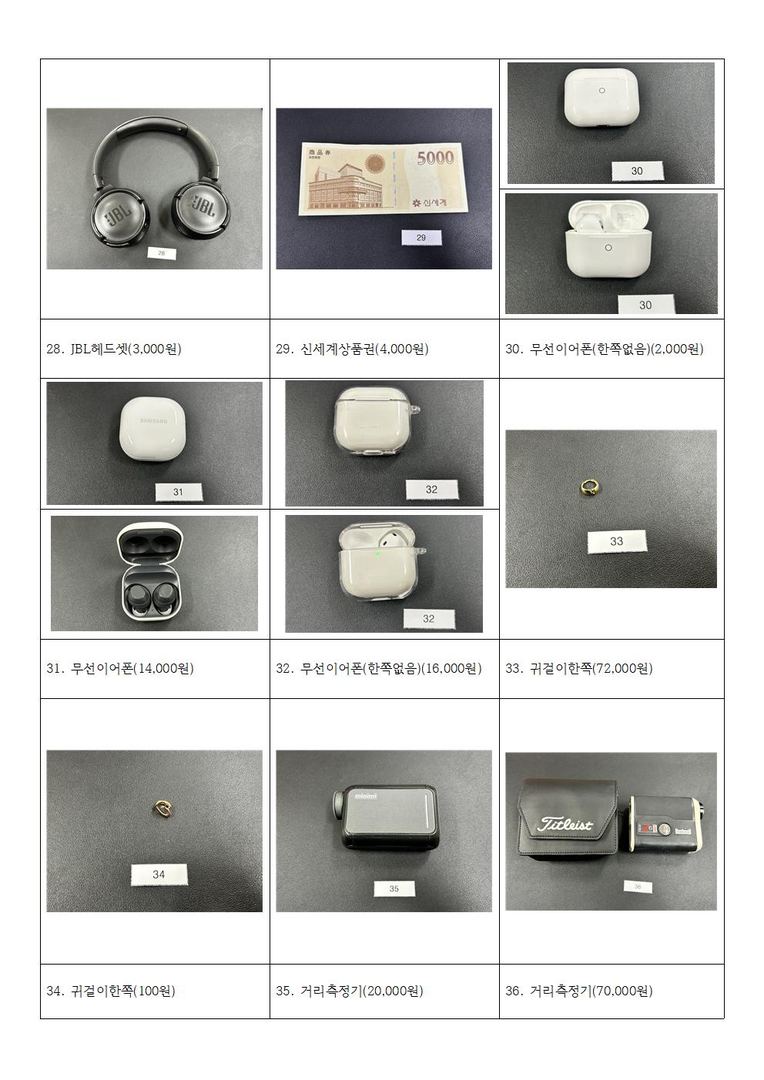 JBL
JBL
28
商品券
5000
신세계
29
30
30
28. JBL헤드셋(3,000원)
29. 신세계상품권(4,000원)
30. 무선이어폰(한쪽없음)(2,000원)
SAMSUNG
31
32
32
33
31. 무선이어폰(14,000원)
32. 무선이어폰(한쪽없음)(16,000원)
33. 귀걸이한쪽(72,000원)
34
35
Titleist
Bushnell
36
34. 귀걸이한쪽(100원)
35. 거리측정기(20,000원)
36. 거리측정기(70,000원)